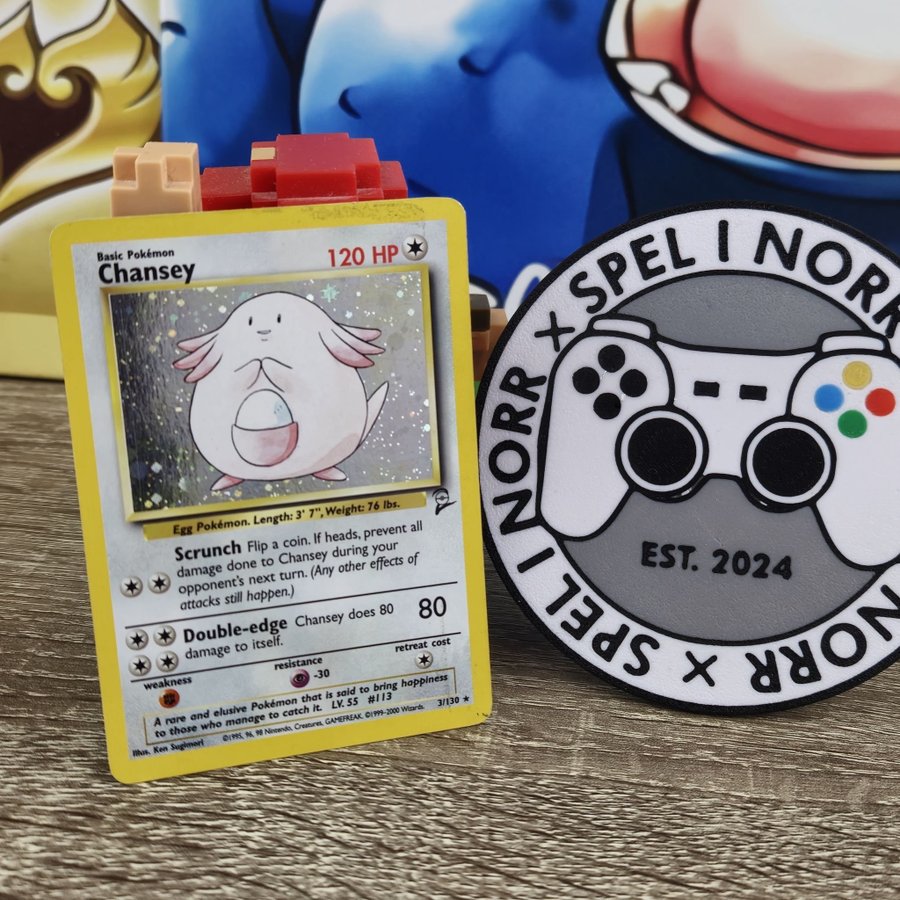 Basic Pokémon
Chansey
120 HP
Egg Pokémon. Length: 3' 7", Weight: 76 lbs.
Scrunch Flip a coin. If heads, prevent all
damage done to Chansey during your
opponent's next turn. (Any other effects of
attacks still happen.)
Double-edge Chansey does 80
damage to itself.
80
weakness
resistance
-30
retreat cost
A rare and elusive Pokémon that is said to bring happiness
to those who manage to catch it. LV. 55 #113
3/130 ★
Illus. Ken Sugimori
©1995, 96, 98 Nintendo, Creatures, GAMEFREAK. ©1999-2000 Wizards.
SPEL I NORR X SPEL I NORR X SPEL I NORR X
EST. 2024